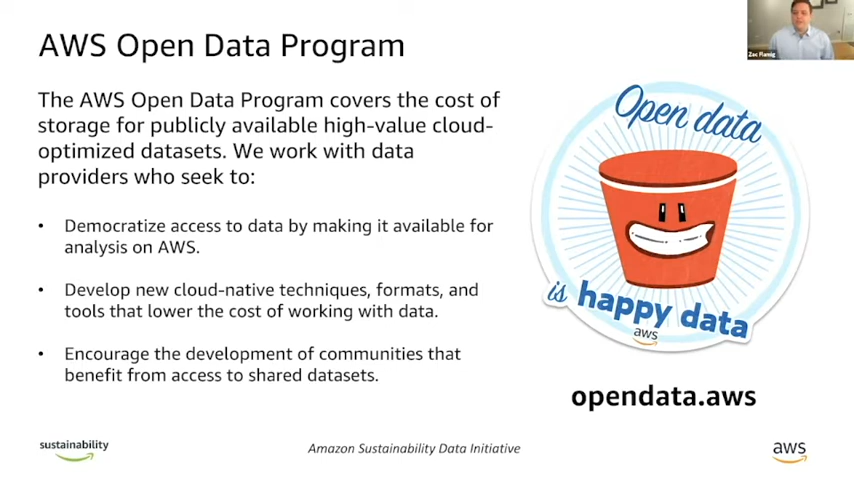 AWS Open Data Program
Zac Flamig
The AWS Open Data Program covers the cost of
storage for publicly available high-value cloud-
optimized datasets. We work with data
providers who seek to:
• Democratize access to data by making it available for
analysis on AWS.
• Develop new cloud-native techniques, formats, and
tools that lower the cost of working with data.
• Encourage the development of communities that
benefit from access to shared datasets.
Open data
is happy data
aws
opendata.aws
sustainability
Amazon Sustainability Data Initiative
aws